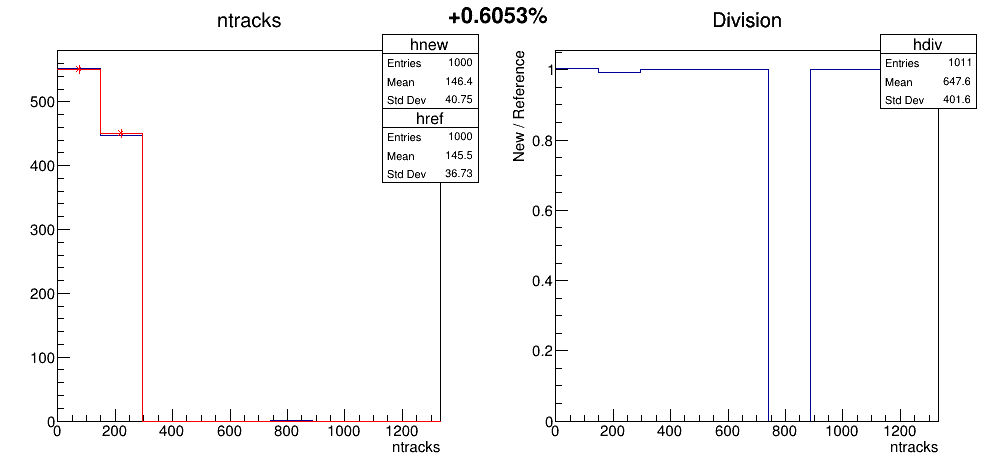 +0.6053%
ntracks
hnew
Entries 1000
Mean 146.4
Std Dev 40.75
href
Entries 1000
Mean 145.5
Std Dev 36.73
500
400
300
200
100
0
0 200 400 600 800 1000 1200
ntracks
Division
hdiv
Entries 1011
Mean 647.6
Std Dev 401.6
New / Reference
1
0.8
0.6
0.4
0.2
0
0 200 400 600 800 1000 1200
ntracks